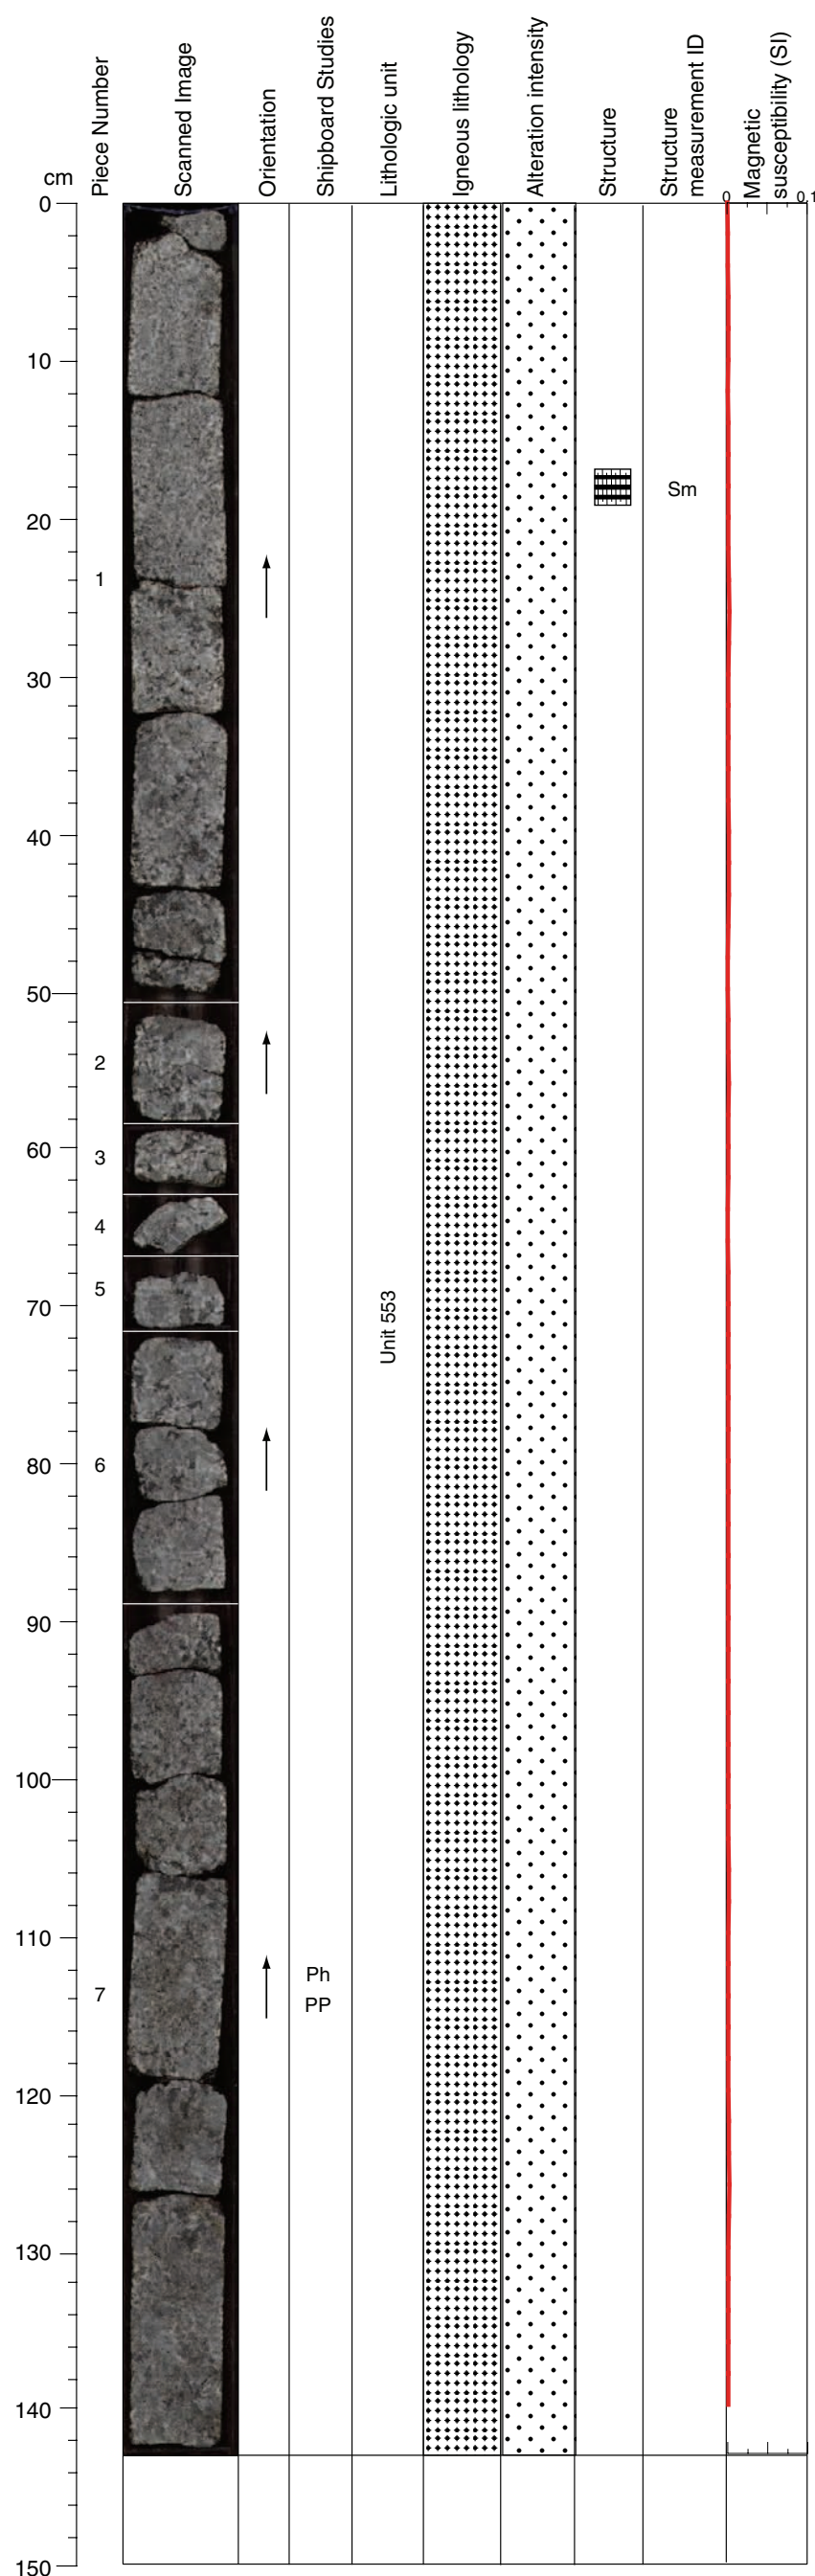 cm
Piece Number
Scanned Image
Orientation
Shipboard Studies
Lithologic unit
Igneous lithology
Alteration intensity
Structure
Structure
measurement ID
Magnetic
susceptibility (SI)
0
0
0.1
10
Sm
20
1
30
40
50
2
60
3
4
5
70
Unit 553
80
6
90
100
110
Ph
7
PP
120
130
140
150